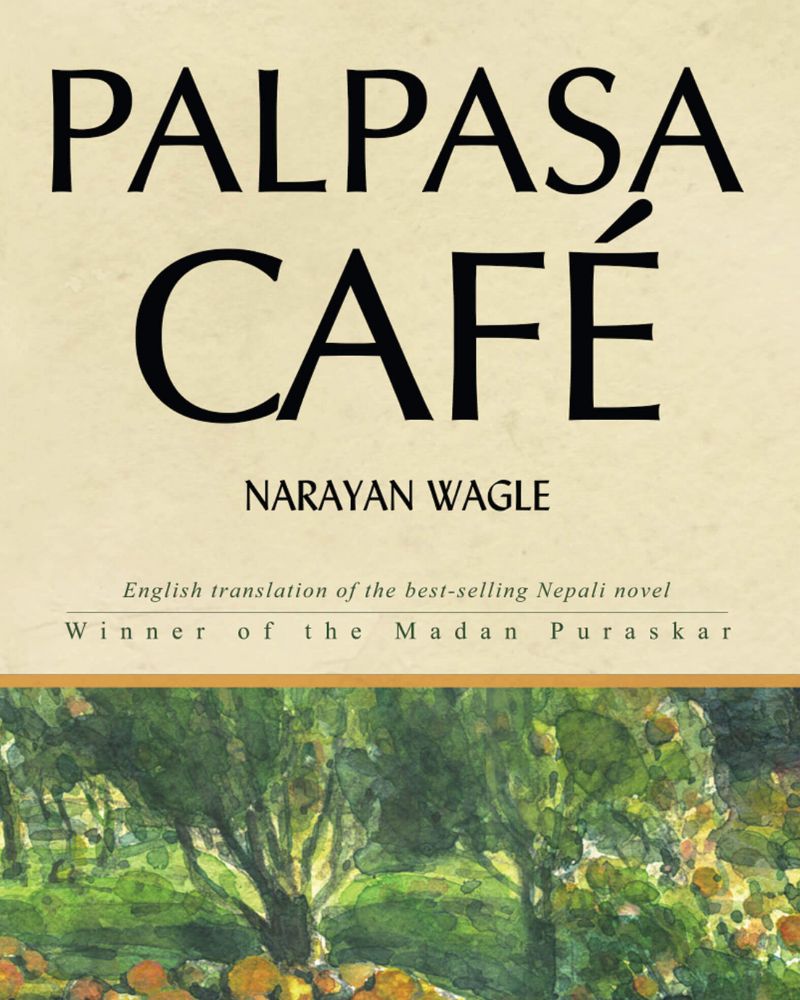 PALPASA
CAFÉ
NARAYAN WAGLE
English translation of the best-selling Nepali novel
Winner of the Madan Puraskar